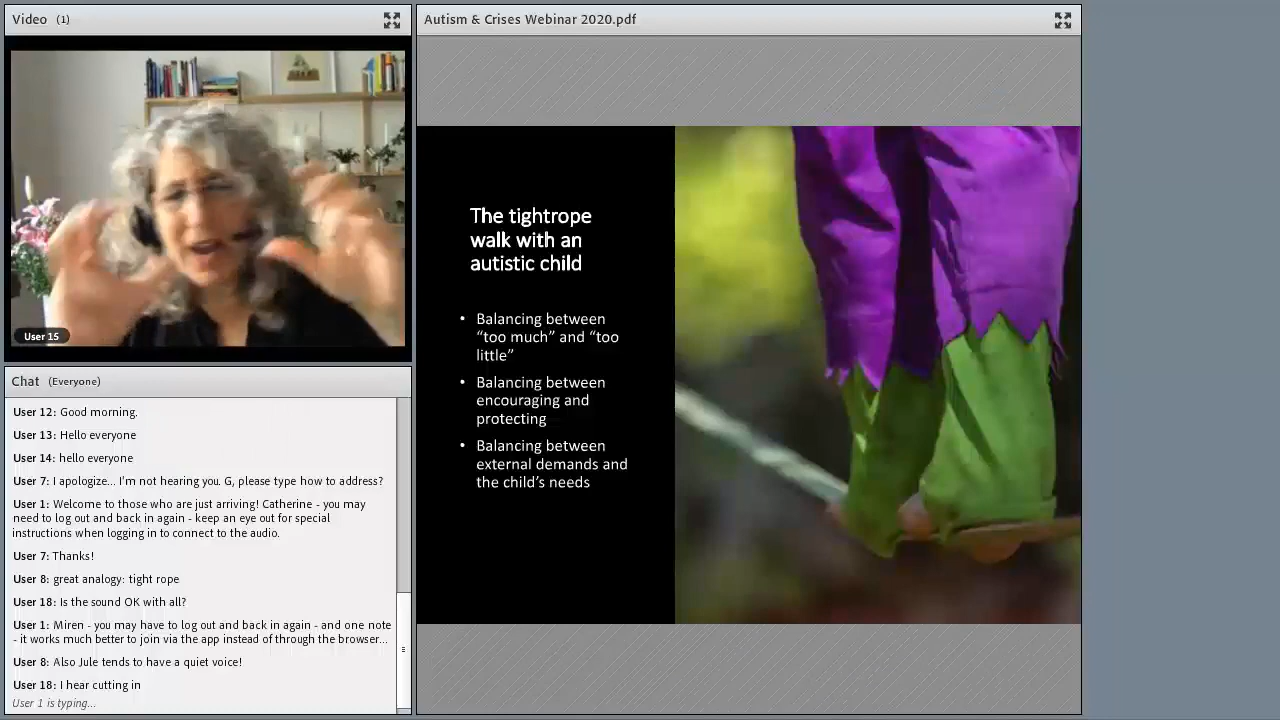 Video (1)
User 15
Chat (Everyone)
User 12: Good morning.
User 13: Hello everyone
User 14: hello everyone
User 7: I apologize... I'm not hearing you. G, please type how to address?
User 1: Welcome to those who are just arriving! Catherine - you may
need to log out and back in again - keep an eye out for special
instructions when logging in to connect to the audio.
User 7: Thanks!
User 8: great analogy: tight rope
User 18: Is the sound OK with all?
User 1: Miren - you may have to log out and back in again - and one note
- it works much better to join via the app instead of through the browser...
User 8: Also Jule tends to have a quiet voice!
User 18: I hear cutting in
User 1 is typing...
Autism & Crises Webinar 2020.pdf
The tightrope
walk with an
autistic child
• Balancing between
“too much” and “too
little”
• Balancing between
encouraging and
protecting
• Balancing between
external demands and
the child’s needs